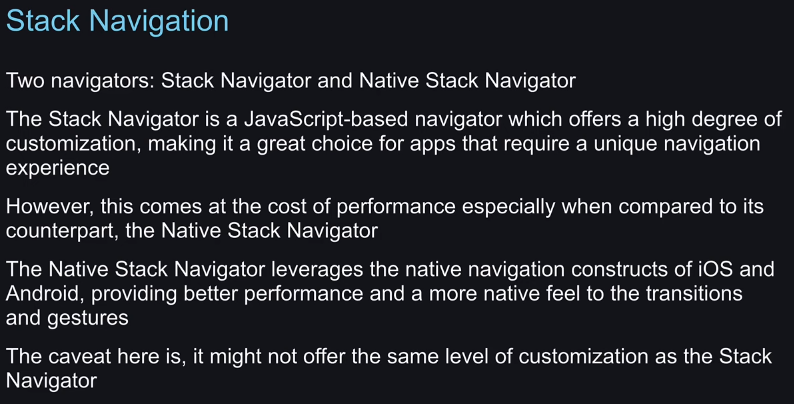 Stack Navigation
Two navigators: Stack Navigator and Native Stack Navigator
The Stack Navigator is a JavaScript-based navigator which offers a high degree of
customization, making it a great choice for apps that require a unique navigation
experience
However, this comes at the cost of performance especially when compared to its
counterpart, the Native Stack Navigator
The Native Stack Navigator leverages the native navigation constructs of iOS and
Android, providing better performance and a more native feel to the transitions
and gestures
The caveat here is, it might not offer the same level of customization as the Stack
Navigator